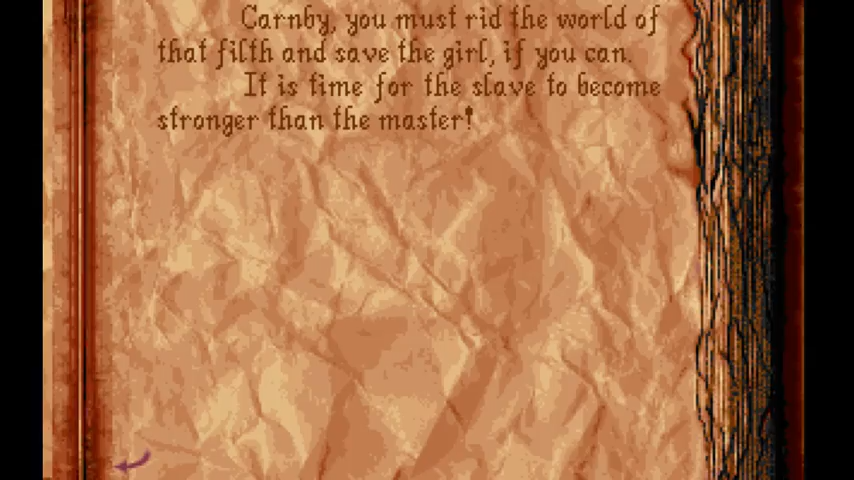 Carnby, you must rid the world of
that filth and save the girl, if you can.
It is time for the slave to become
stronger than the master!